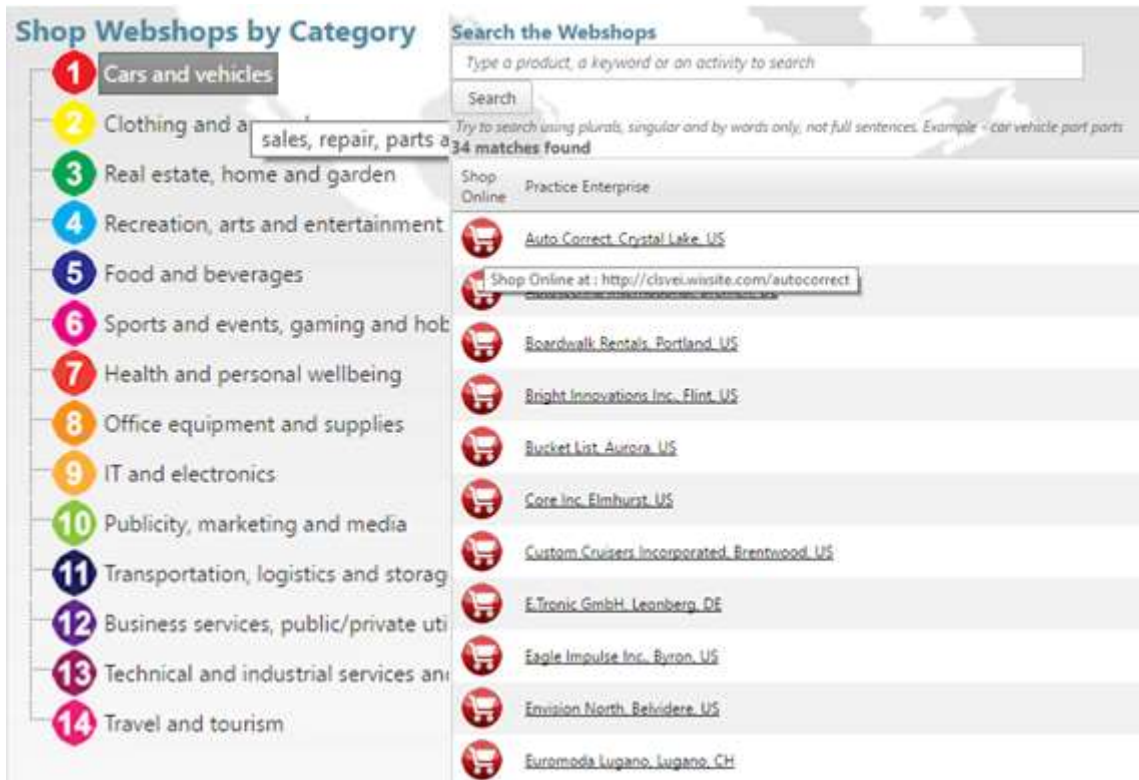 Shop Webshops by Category
1 Cars and vehicles
2 Clothing and a
sales, repair, parts a
3 Real estate, home and garden
4 Recreation, arts and entertainment
5 Food and beverages
6 Sports and events, gaming and hob
7 Health and personal wellbeing
8 Office equipment and supplies
9 IT and electronics
10 Publicity, marketing and media
11 Transportation, logistics and storag
12 Business services, public/private uti
13 Technical and industrial services and
14 Travel and tourism
Search the Webshops
Type a product, a keyword or an activity to search
Search
Try to search using plurals, singular and by words only, not full sentences. Example - car vehicle part parts
34 matches found
Shop
Online
Practice Enterprise
Auto Correct, Crystal Lake, US
Shop Online at : http://clsvei.wixsite.com/autocorrect
Boardwalk Rentals, Portland, US
Bright Innovations Inc., Flint, US
Bucket List, Aurora, US
Core Inc, Elmhurst, US
Custom Cruisers Incorporated, Brentwood, US
E.Tronic GmbH, Leonberg, DE
Eagle Impulse Inc., Byron, US
Envision North, Belvidere, US
Euromoda Lugano, Lugano, CH